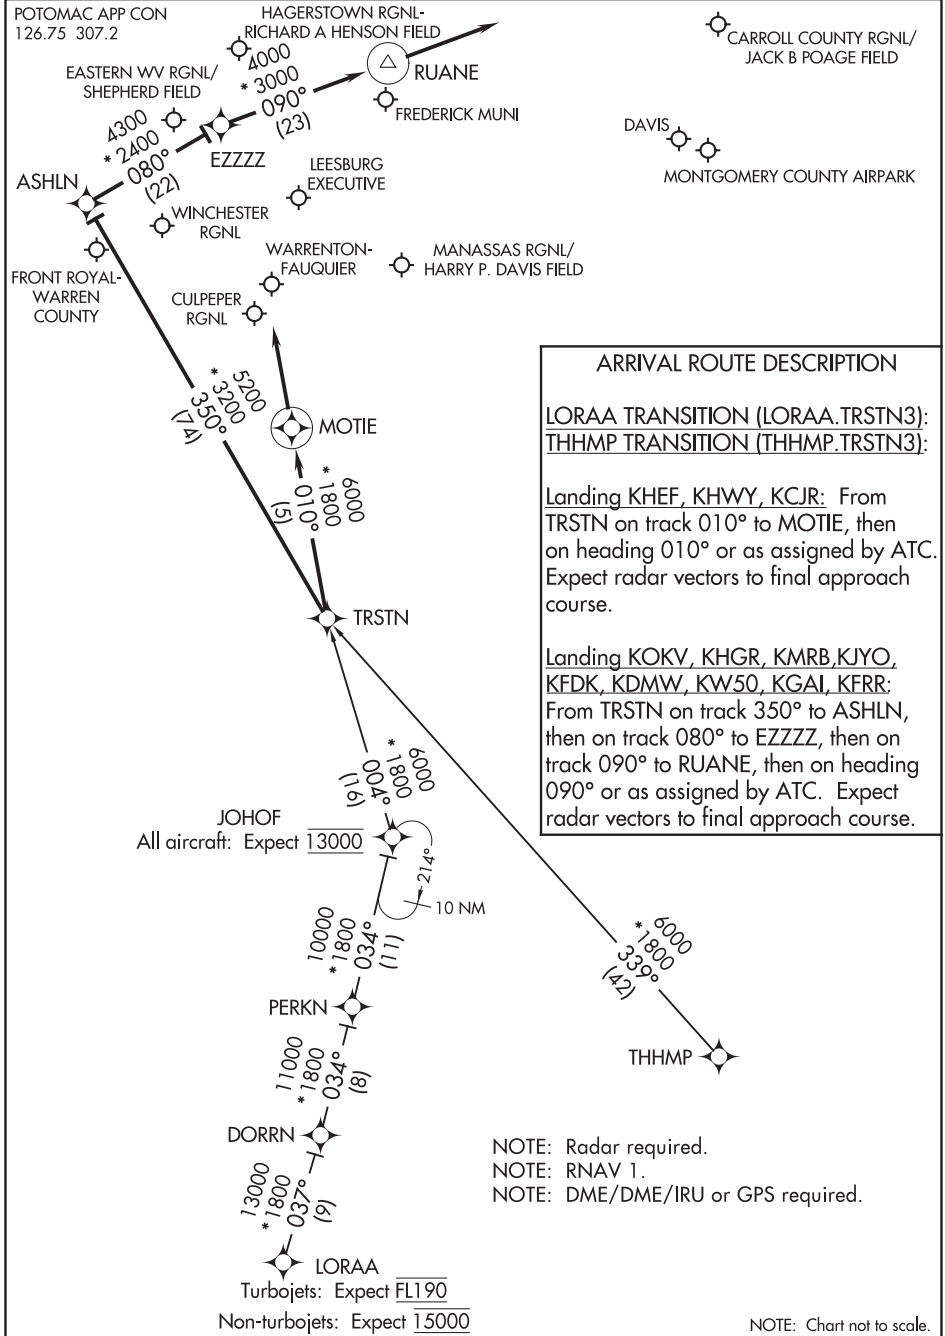 POTOMAC APP CON
126.75 307.2
HAGERSTOWN RGNL-
RICHARD A HENSON FIELD
CARROLL COUNTY RGNL/
JACK B POAGE FIELD
EASTERN WV RGNL/
SHEPHERD FIELD
4000
* 3000
090°
(23)
RUANE
FREDERICK MUNI
4300
* 2400
080°
(22)
EZZZZ
DAVIS
MONTGOMERY COUNTY AIRPARK
ASHLN
LEESBURG
EXECUTIVE
WINCHESTER
RGNL
FRONT ROYAL-
WARREN
COUNTY
WARRENTON-
FAUQUIER
MANASSAS RGNL/
HARRY P. DAVIS FIELD
CULPEPER
RGNL
5200
* 3200
350°
(74)
MOTIE
6000
* 1800
010°
(5)
TRSTN
ARRIVAL ROUTE DESCRIPTION
LORAA TRANSITION (LORAA.TRSTN3):
THHMP TRANSITION (THHMP.TRSTN3):
Landing KHEF, KHWY, KCJR: From
TRSTN on track 010° to MOTIE, then
on heading 010° or as assigned by ATC.
Expect radar vectors to final approach
course.
Landing KOKV, KHGR, KMRB,KJYO,
KFDK, KDMW, KW50, KGAI, KFRR:
From TRSTN on track 350° to ASHLN,
then on track 080° to EZZZZ, then on
track 090° to RUANE, then on heading
090° or as assigned by ATC. Expect
radar vectors to final approach course.
6000
* 1800
004°
(16)
JOHOF
All aircraft: Expect 13000
214°
10 NM
10000
* 1800
034°
(11)
6000
*1800
339°
(42)
PERKN
THHMP
11000
* 1800
034°
(8)
DORRN
13000
* 1800
037°
(9)
LORAA
Turbojets: Expect FL190
Non-turbojets: Expect 15000
NOTE: Radar required.
NOTE: RNAV 1.
NOTE: DME/DME/IRU or GPS required.
NOTE: Chart not to scale.